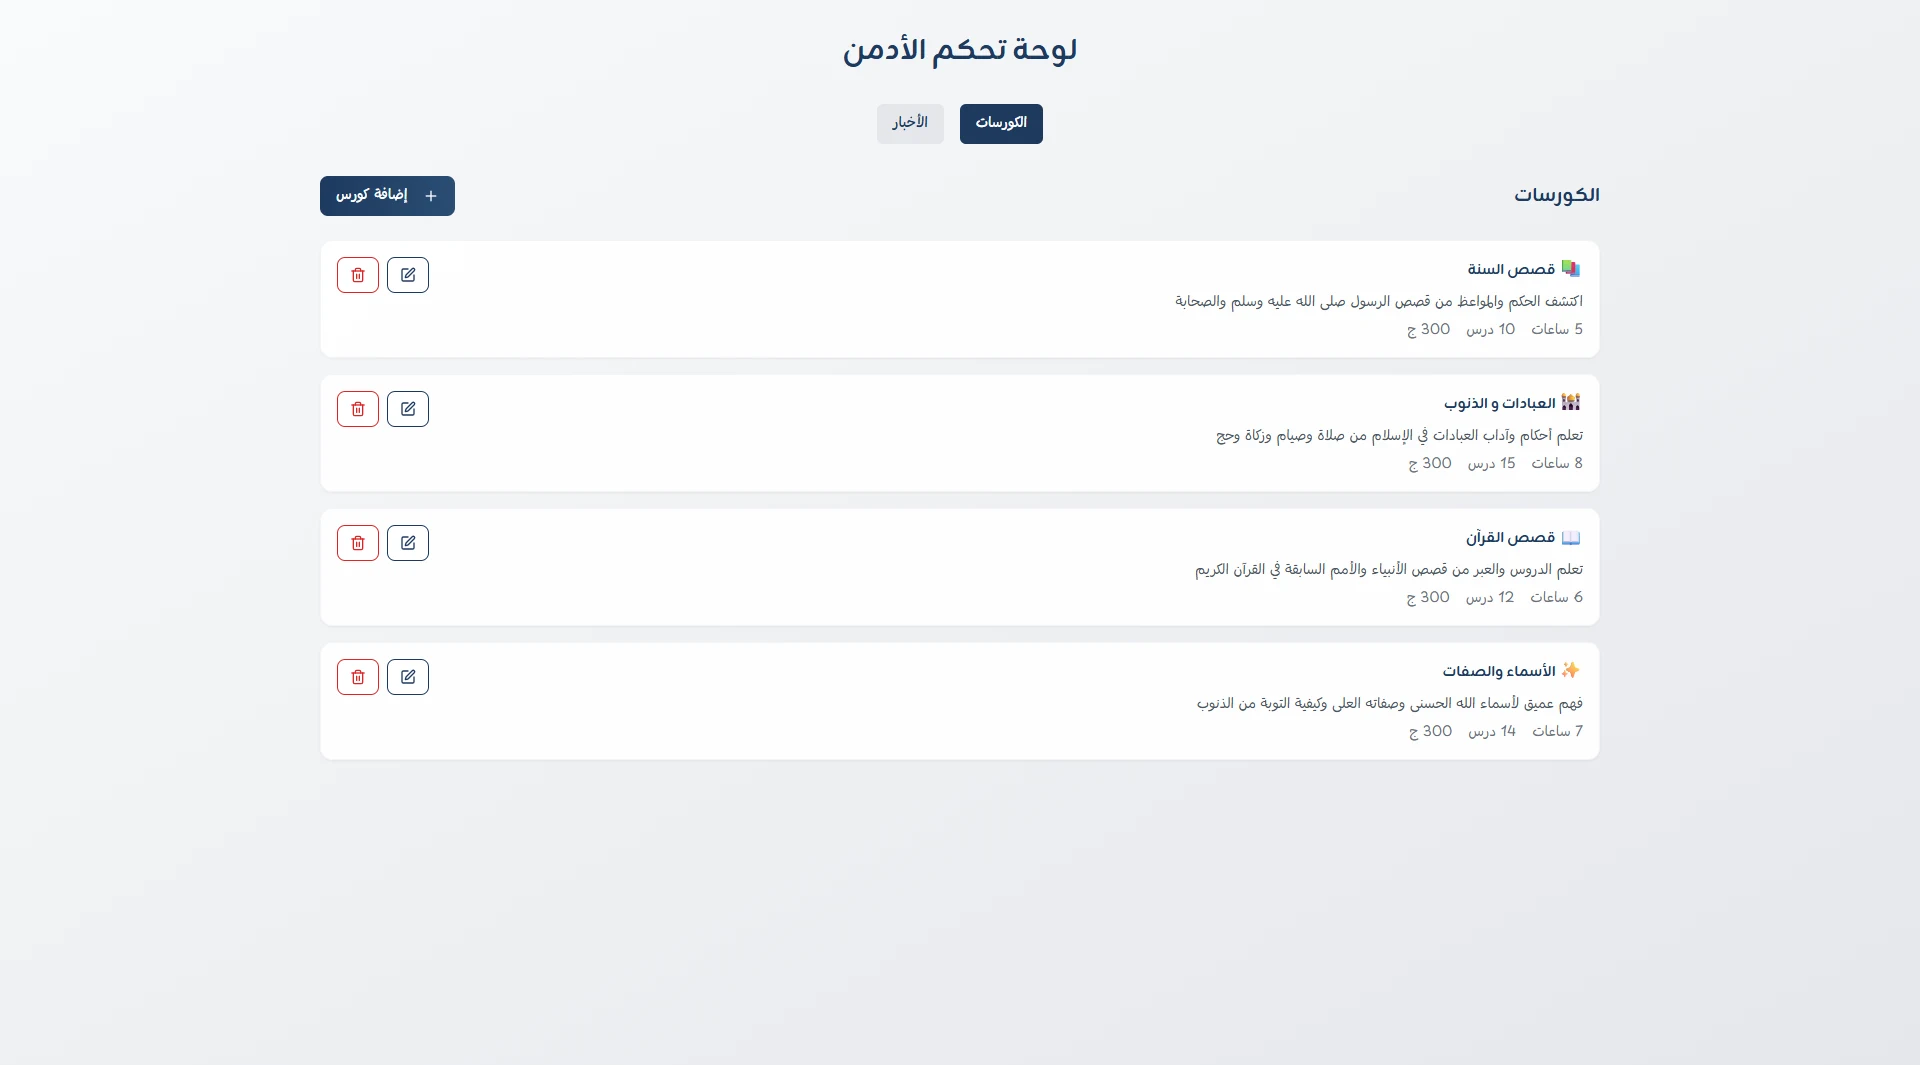 لوحة تحكم الأدمن
الكورسات الأخبار
الكورسات
إضافة كورس
قصص السنة
اكتشف الحكم والمواعظ من قصص الرسول صلى الله عليه وسلم والصحابة
5 ساعات 10 درس 300 ج
العبادات و الذنوب
تعلم أحكام وآداب العبادات في الإسلام من صلاة وصيام وزكاة وحج
8 ساعات 15 درس 300 ج
قصص القرآن
تعلم الدروس والعبر من قصص الأنبياء والأمم السابقة في القرآن الكريم
6 ساعات 12 درس 300 ج
الأسماء والصفات
فهم عميق لأسماء الله الحسنى وصفاته العلى وكيفية التوبة من الذنوب
7 ساعات 14 درس 300 ج